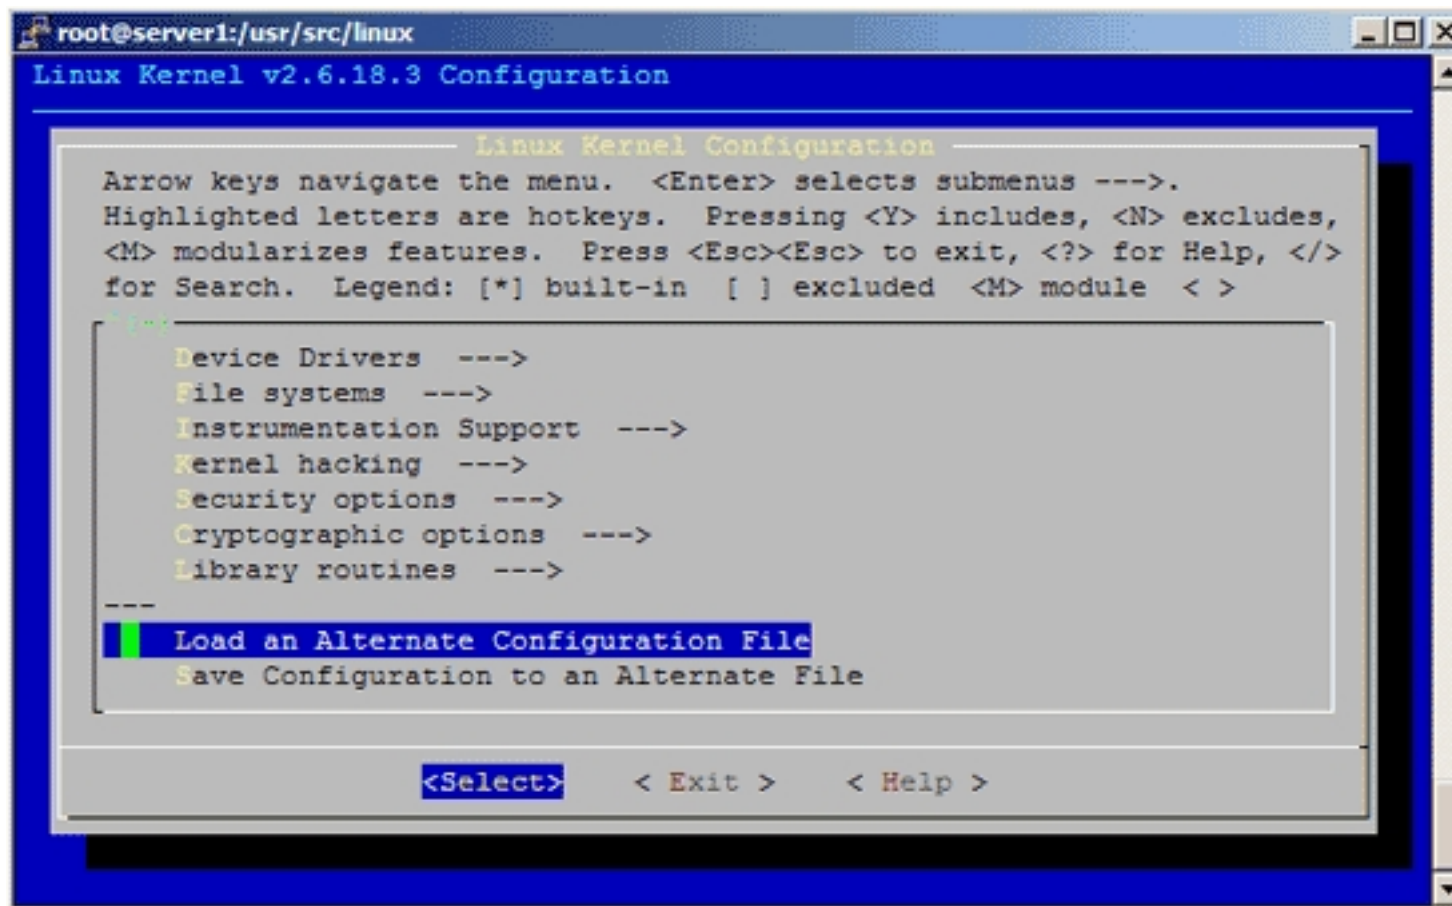 root@server1:/usr/src/linux
Linux Kernel v2.6.18.3 Configuration
Linux Kernel Configuration
Arrow keys navigate the menu.  <Enter> selects submenus --->.
Highlighted letters are hotkeys.  Pressing <Y> includes, <N> excludes,
<M> modularizes features.  Press <Esc><Esc> to exit, <?> for Help, </>
for Search.  Legend: [*] built-in  [ ] excluded  <M> module  < >
^(-)
Device Drivers  --->
File systems  --->
Instrumentation Support  --->
Kernel hacking  --->
Security options  --->
Cryptographic options  --->
Library routines  --->
---
Load an Alternate Configuration File
Save Configuration to an Alternate File
<Select>    < Exit >    < Help >